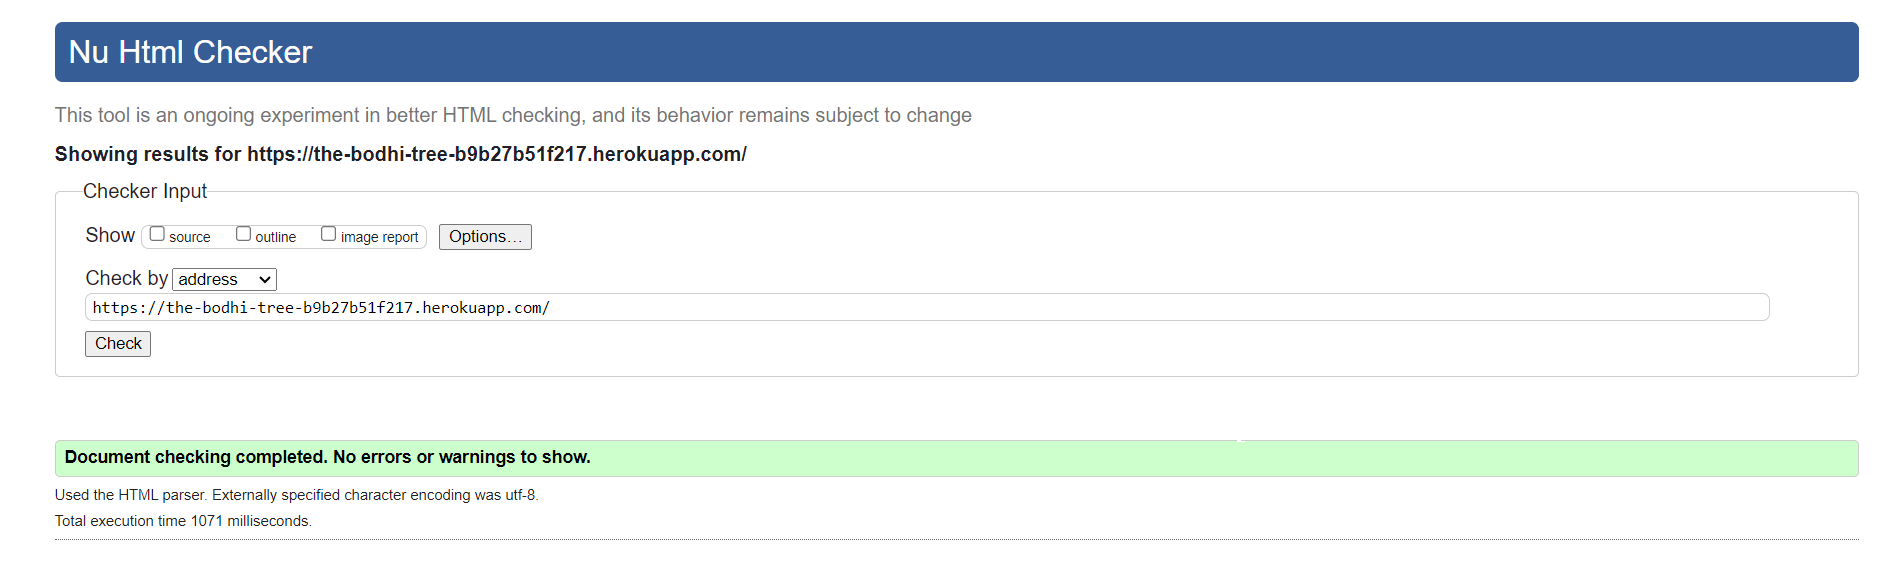 Nu Html Checker
This tool is an ongoing experiment in better HTML checking, and its behavior remains subject to change
Showing results for https://the-bodhi-tree-b9b27b51f217.herokuapp.com/
Checker Input
Show source outline image report Options...
Check by address
https://the-bodhi-tree-b9b27b51f217.herokuapp.com/
Check
Document checking completed. No errors or warnings to show.
Used the HTML parser. Externally specified character encoding was utf-8.
Total execution time 1071 milliseconds.